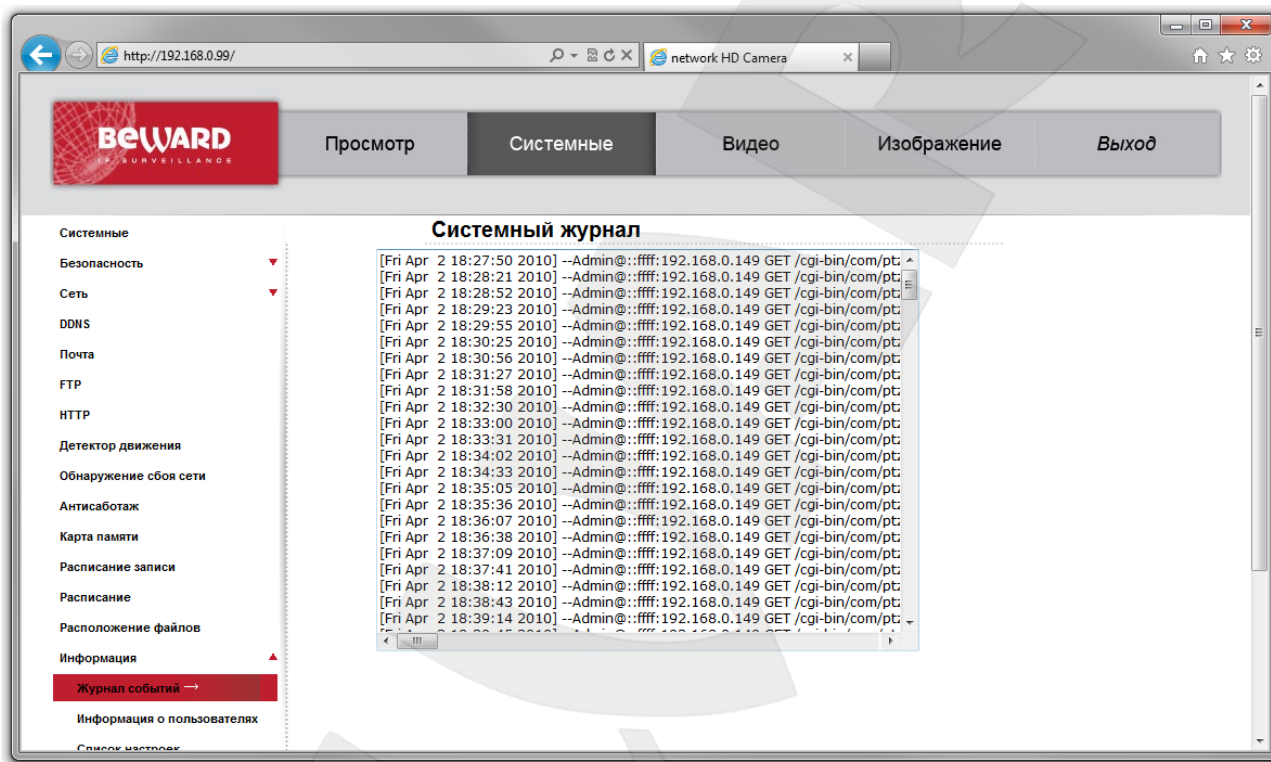 http://192.168.0.99/
network HD Camera
BEWARD
IP SURVEILLANCE
Просмотр
Системные
Видео
Изображение
Выход
Системные
Безопасность
Сеть
DDNS
Почта
FTP
HTTP
Детектор движения
Обнаружение сбоя сети
Антисаботаж
Карта памяти
Расписание записи
Расписание
Расположение файлов
Информация
Журнал событий →
Информация о пользователях
Список настроек
Системный журнал
[Fri Apr 2 18:27:50 2010] --Admin@::ffff:192.168.0.149 GET /cgi-bin/com/ptz
[Fri Apr 2 18:28:21 2010] --Admin@::ffff:192.168.0.149 GET /cgi-bin/com/ptz
[Fri Apr 2 18:28:52 2010] --Admin@::ffff:192.168.0.149 GET /cgi-bin/com/ptz
[Fri Apr 2 18:29:23 2010] --Admin@::ffff:192.168.0.149 GET /cgi-bin/com/ptz
[Fri Apr 2 18:29:55 2010] --Admin@::ffff:192.168.0.149 GET /cgi-bin/com/ptz
[Fri Apr 2 18:30:25 2010] --Admin@::ffff:192.168.0.149 GET /cgi-bin/com/ptz
[Fri Apr 2 18:30:56 2010] --Admin@::ffff:192.168.0.149 GET /cgi-bin/com/ptz
[Fri Apr 2 18:31:27 2010] --Admin@::ffff:192.168.0.149 GET /cgi-bin/com/ptz
[Fri Apr 2 18:31:58 2010] --Admin@::ffff:192.168.0.149 GET /cgi-bin/com/ptz
[Fri Apr 2 18:32:30 2010] --Admin@::ffff:192.168.0.149 GET /cgi-bin/com/ptz
[Fri Apr 2 18:33:00 2010] --Admin@::ffff:192.168.0.149 GET /cgi-bin/com/ptz
[Fri Apr 2 18:33:31 2010] --Admin@::ffff:192.168.0.149 GET /cgi-bin/com/ptz
[Fri Apr 2 18:34:02 2010] --Admin@::ffff:192.168.0.149 GET /cgi-bin/com/ptz
[Fri Apr 2 18:34:33 2010] --Admin@::ffff:192.168.0.149 GET /cgi-bin/com/ptz
[Fri Apr 2 18:35:05 2010] --Admin@::ffff:192.168.0.149 GET /cgi-bin/com/ptz
[Fri Apr 2 18:35:36 2010] --Admin@::ffff:192.168.0.149 GET /cgi-bin/com/ptz
[Fri Apr 2 18:36:07 2010] --Admin@::ffff:192.168.0.149 GET /cgi-bin/com/ptz
[Fri Apr 2 18:36:38 2010] --Admin@::ffff:192.168.0.149 GET /cgi-bin/com/ptz
[Fri Apr 2 18:37:09 2010] --Admin@::ffff:192.168.0.149 GET /cgi-bin/com/ptz
[Fri Apr 2 18:37:41 2010] --Admin@::ffff:192.168.0.149 GET /cgi-bin/com/ptz
[Fri Apr 2 18:38:12 2010] --Admin@::ffff:192.168.0.149 GET /cgi-bin/com/ptz
[Fri Apr 2 18:38:43 2010] --Admin@::ffff:192.168.0.149 GET /cgi-bin/com/ptz
[Fri Apr 2 18:39:14 2010] --Admin@::ffff:192.168.0.149 GET /cgi-bin/com/ptz